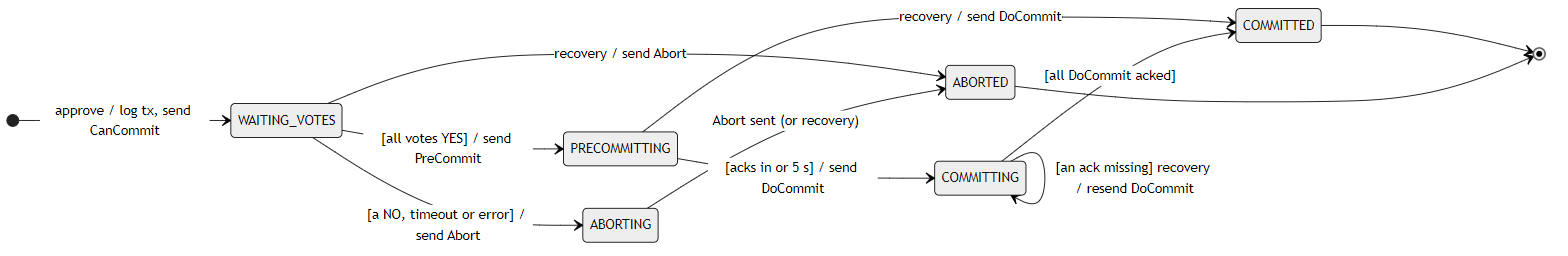 recovery / send DoCommit
COMMITTED
recovery / send Abort
[all DoCommit acked]
ABORTED
approve / log tx, send
CanCommit
WAITING_VOTES
Abort sent (or recovery)
[all votes YES] / send
PreCommit
PRECOMMITTING
[acks in or 5 s] / send
DoCommit
COMMITTING
[an ack missing] recovery
/ resend DoCommit
[a NO, timeout or error] /
send Abort
ABORTING